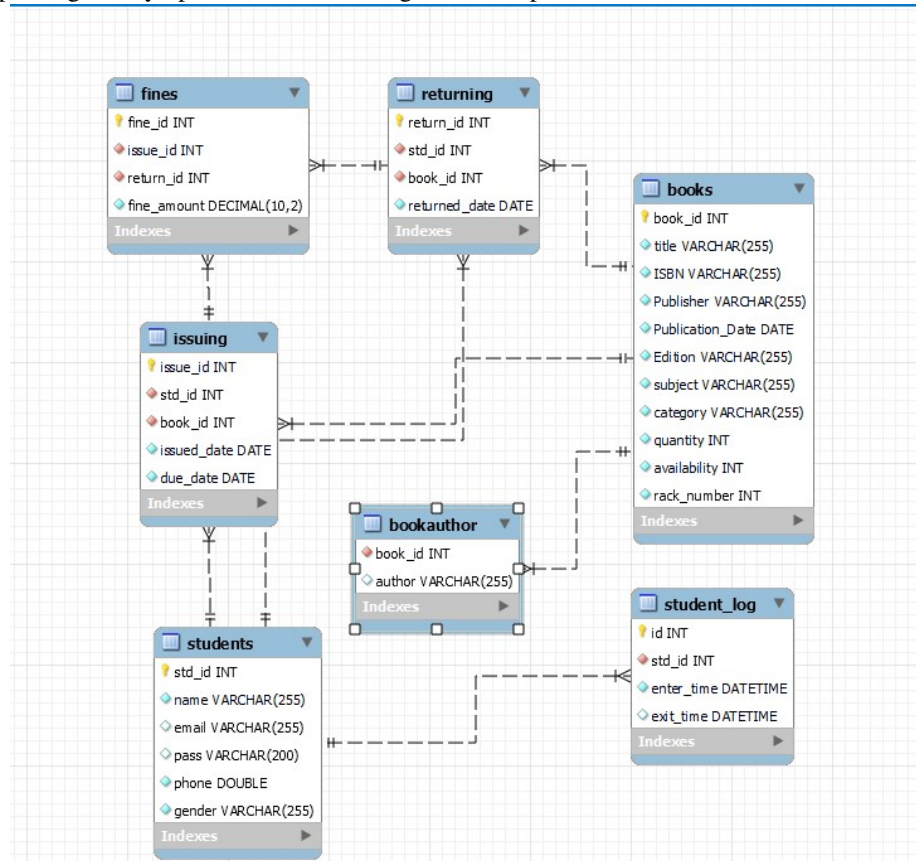 fines
fine_id INT
issue_id INT
return_id INT
fine_amount DECIMAL(10,2)
Indexes
returning
return_id INT
std_id INT
book_id INT
returned_date DATE
Indexes
books
book_id INT
title VARCHAR(255)
ISBN VARCHAR(255)
Publisher VARCHAR(255)
Publication_Date DATE
Edition VARCHAR(255)
subject VARCHAR(255)
category VARCHAR(255)
quantity INT
availability INT
rack_number INT
Indexes
issuing
issue_id INT
std_id INT
book_id INT
issued_date DATE
due_date DATE
Indexes
bookauthor
book_id INT
author VARCHAR(255)
Indexes
students
std_id INT
name VARCHAR(255)
email VARCHAR(255)
pass VARCHAR(200)
phone DOUBLE
gender VARCHAR(255)
Indexes
student_log
id INT
std_id INT
enter_time DATETIME
exit_time DATETIME
Indexes